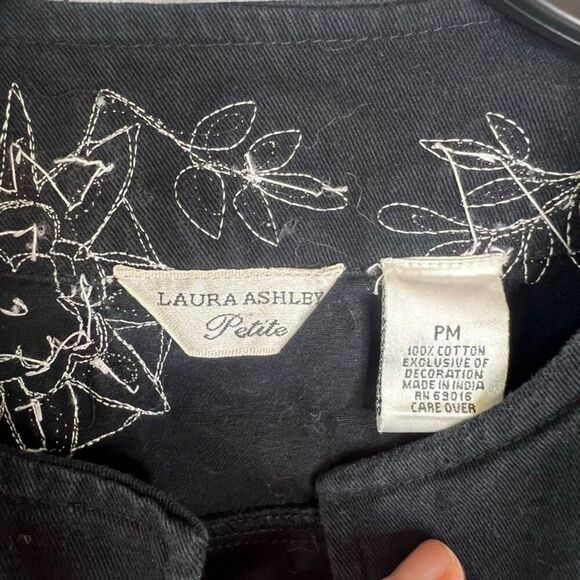 LAURA ASHLEY
Petite
PM
100% COTTON
EXCLUSIVE OF
DECORATION
MADE IN INDIA
RN 69016
CARE OVER